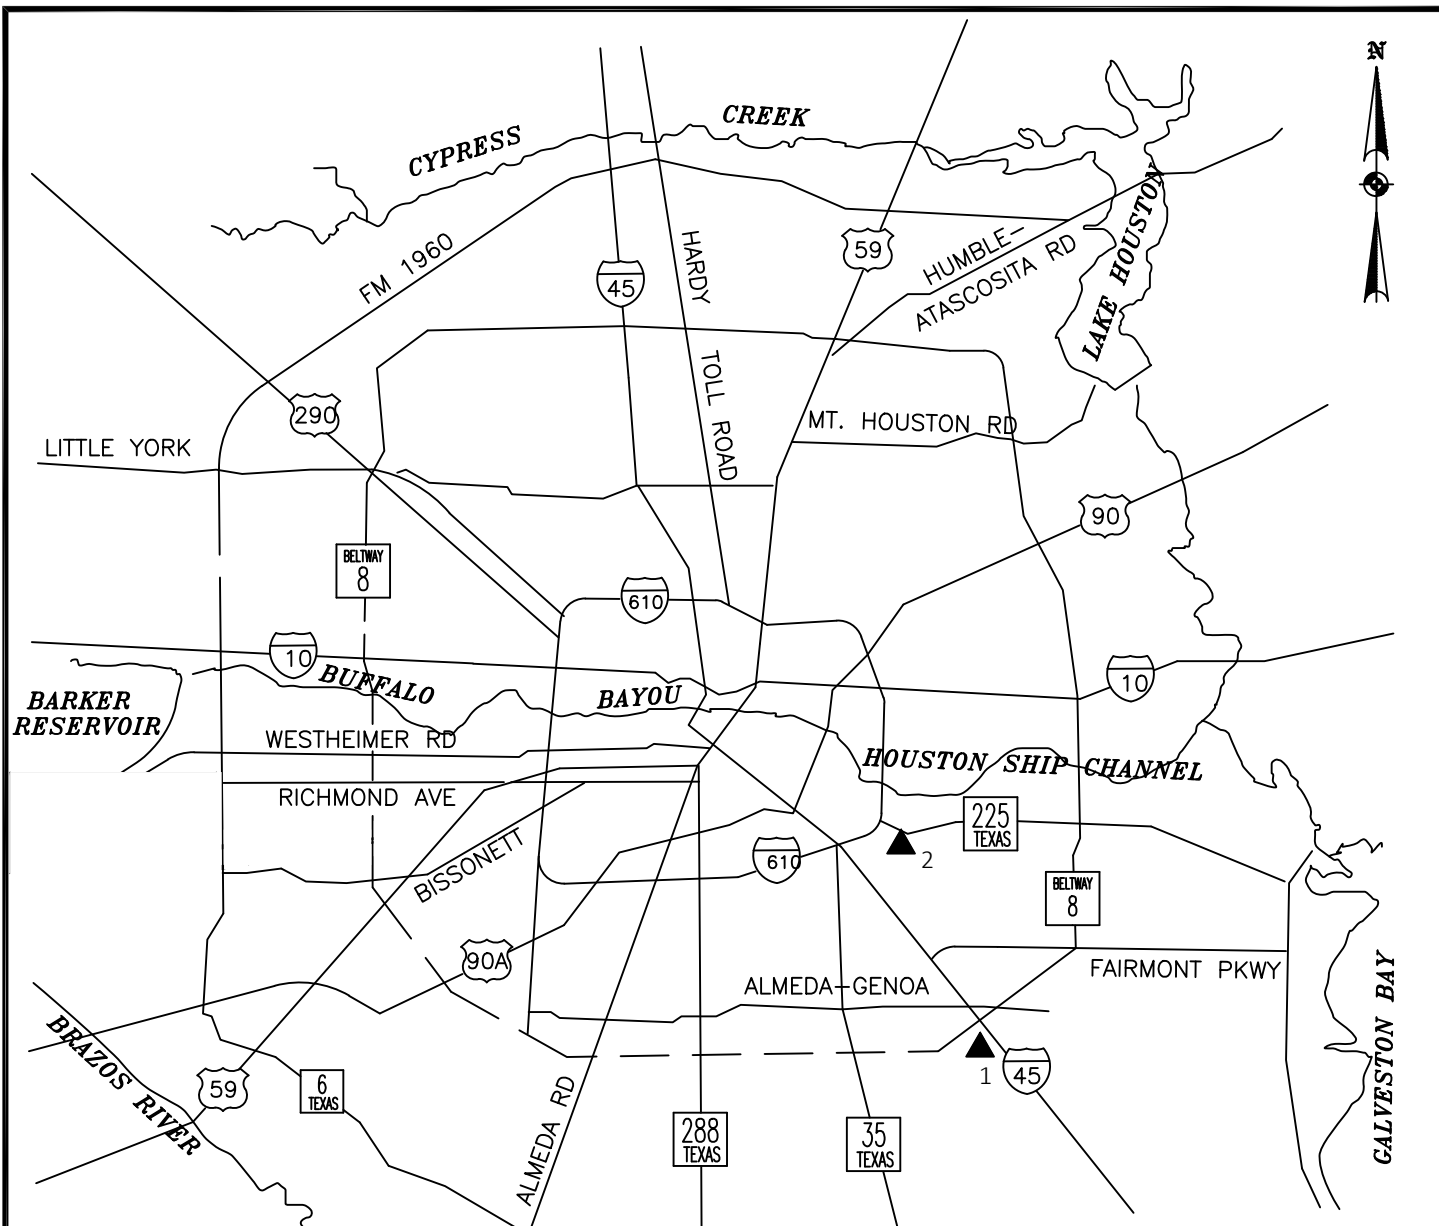 N
CREEK
CYPRESS
LAKE HOUSTON
HARDY
FM 1960
59
HUMBLE-
ATASCOSITA RD
45
TOLL ROAD
290
MT. HOUSTON RD
LITTLE YORK
90
BELTWAY
8
610
10
10
BUFFALO
BAYOU
BARKER
RESERVOIR
WESTHEIMER RD
HOUSTON SHIP CHANNEL
RICHMOND AVE
225
TEXAS
BISSONETT
610
2
BELTWAY
8
90A
FAIRMONT PKWY
ALMEDA-GENOA
GALVESTON BAY
BRAZOS RIVER
59
6
TEXAS
1
45
ALMEDA RD
288
TEXAS
35
TEXAS